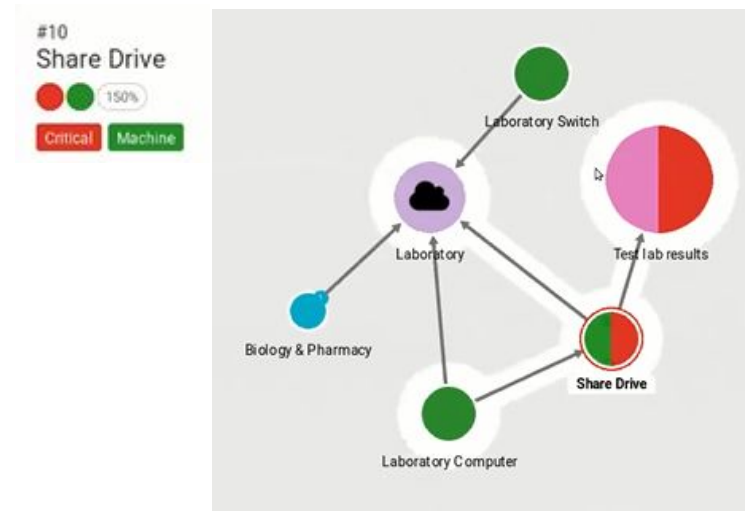 #10
Share Drive
150%
Critical Machine
Laboratory Switch
Laboratory
Test lab results
Biology & Pharmacy
Share Drive
Laboratory Computer